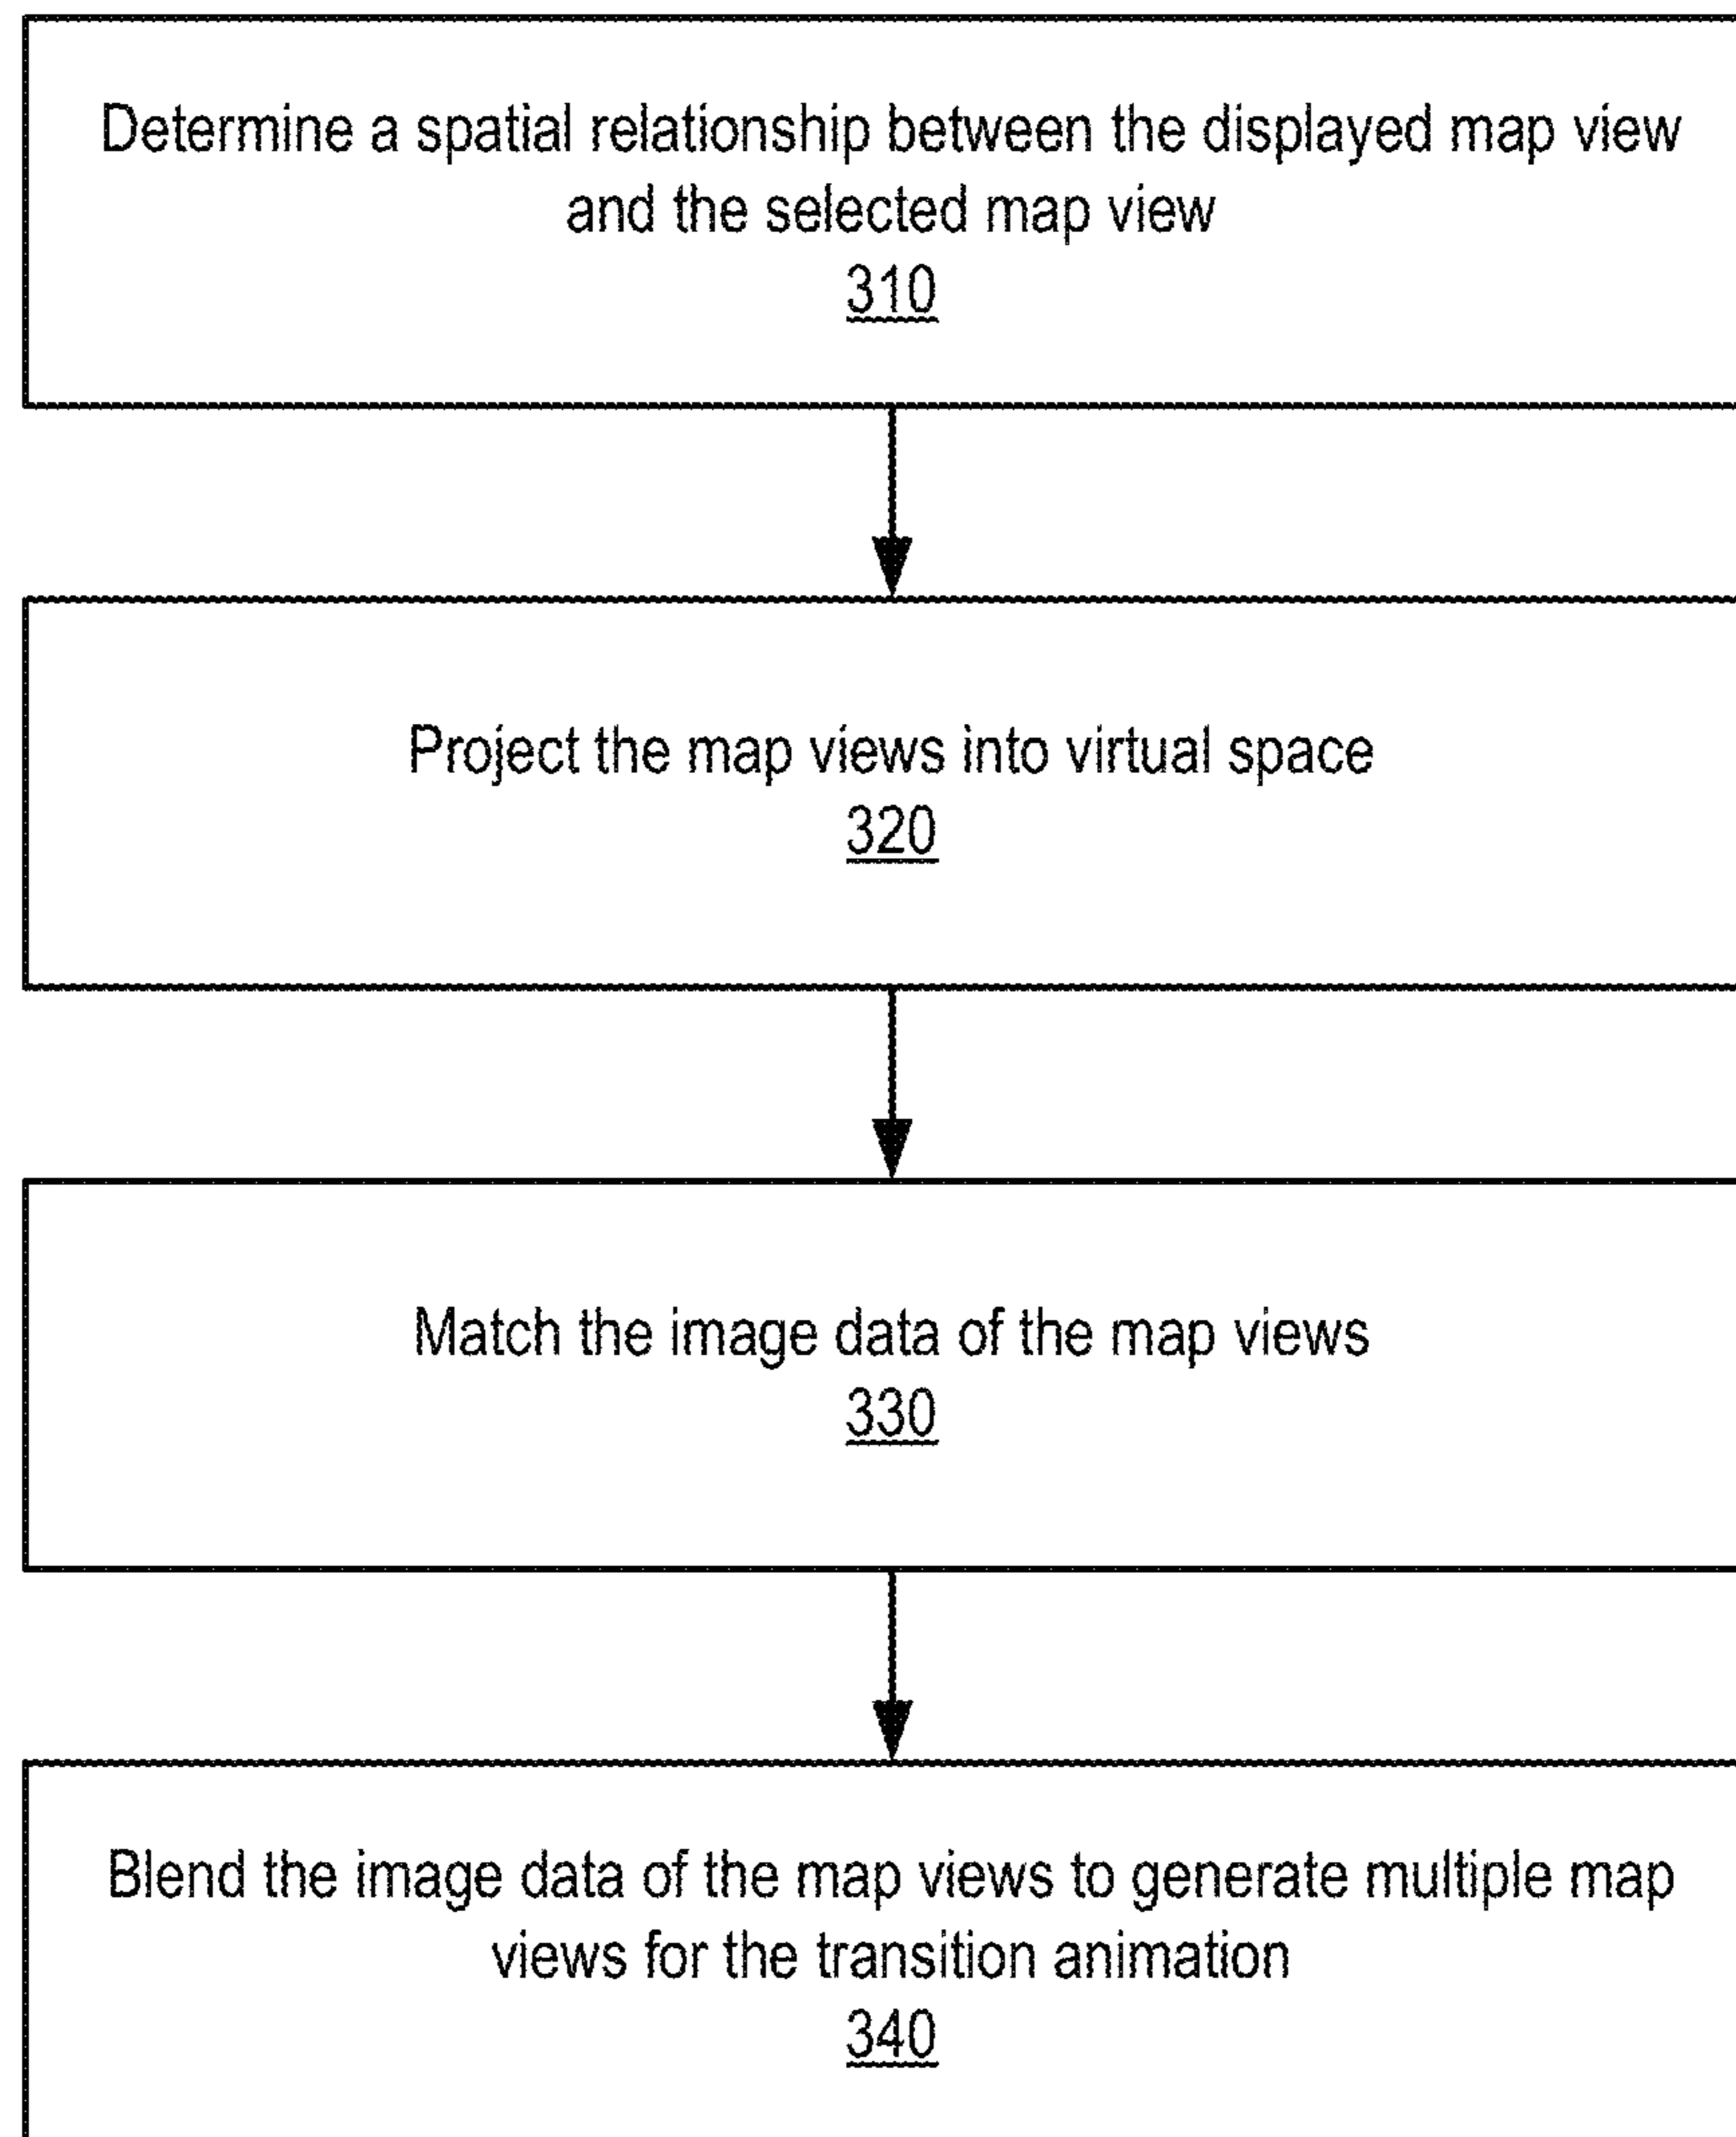 Determine a spatial relationship between the displayed map view
and the selected map view
310
Project the map views into virtual space
320
Match the image data of the map views
330
Blend the image data of the map views to generate multiple map
views for the transition animation
340